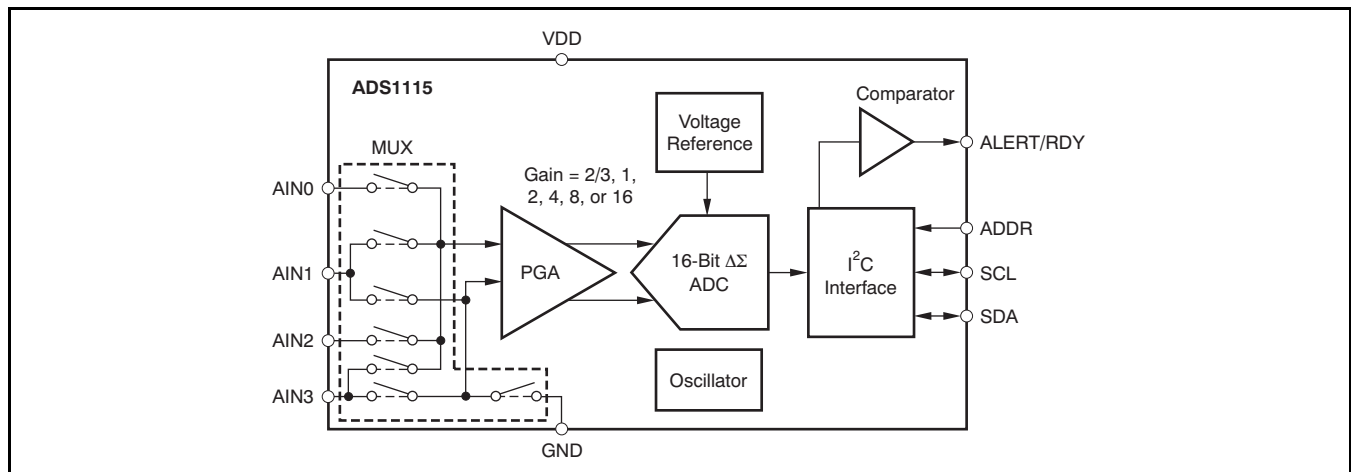 VDD
ADS1115
Comparator
Voltage
Reference
ALERT/RDY
MUX
Gain = 2/3, 1,
2, 4, 8, or 16
AIN0
ADDR
16-Bit ΔΣ
ADC
I²C
Interface
PGA
AIN1
SCL
SDA
AIN2
Oscillator
AIN3
GND